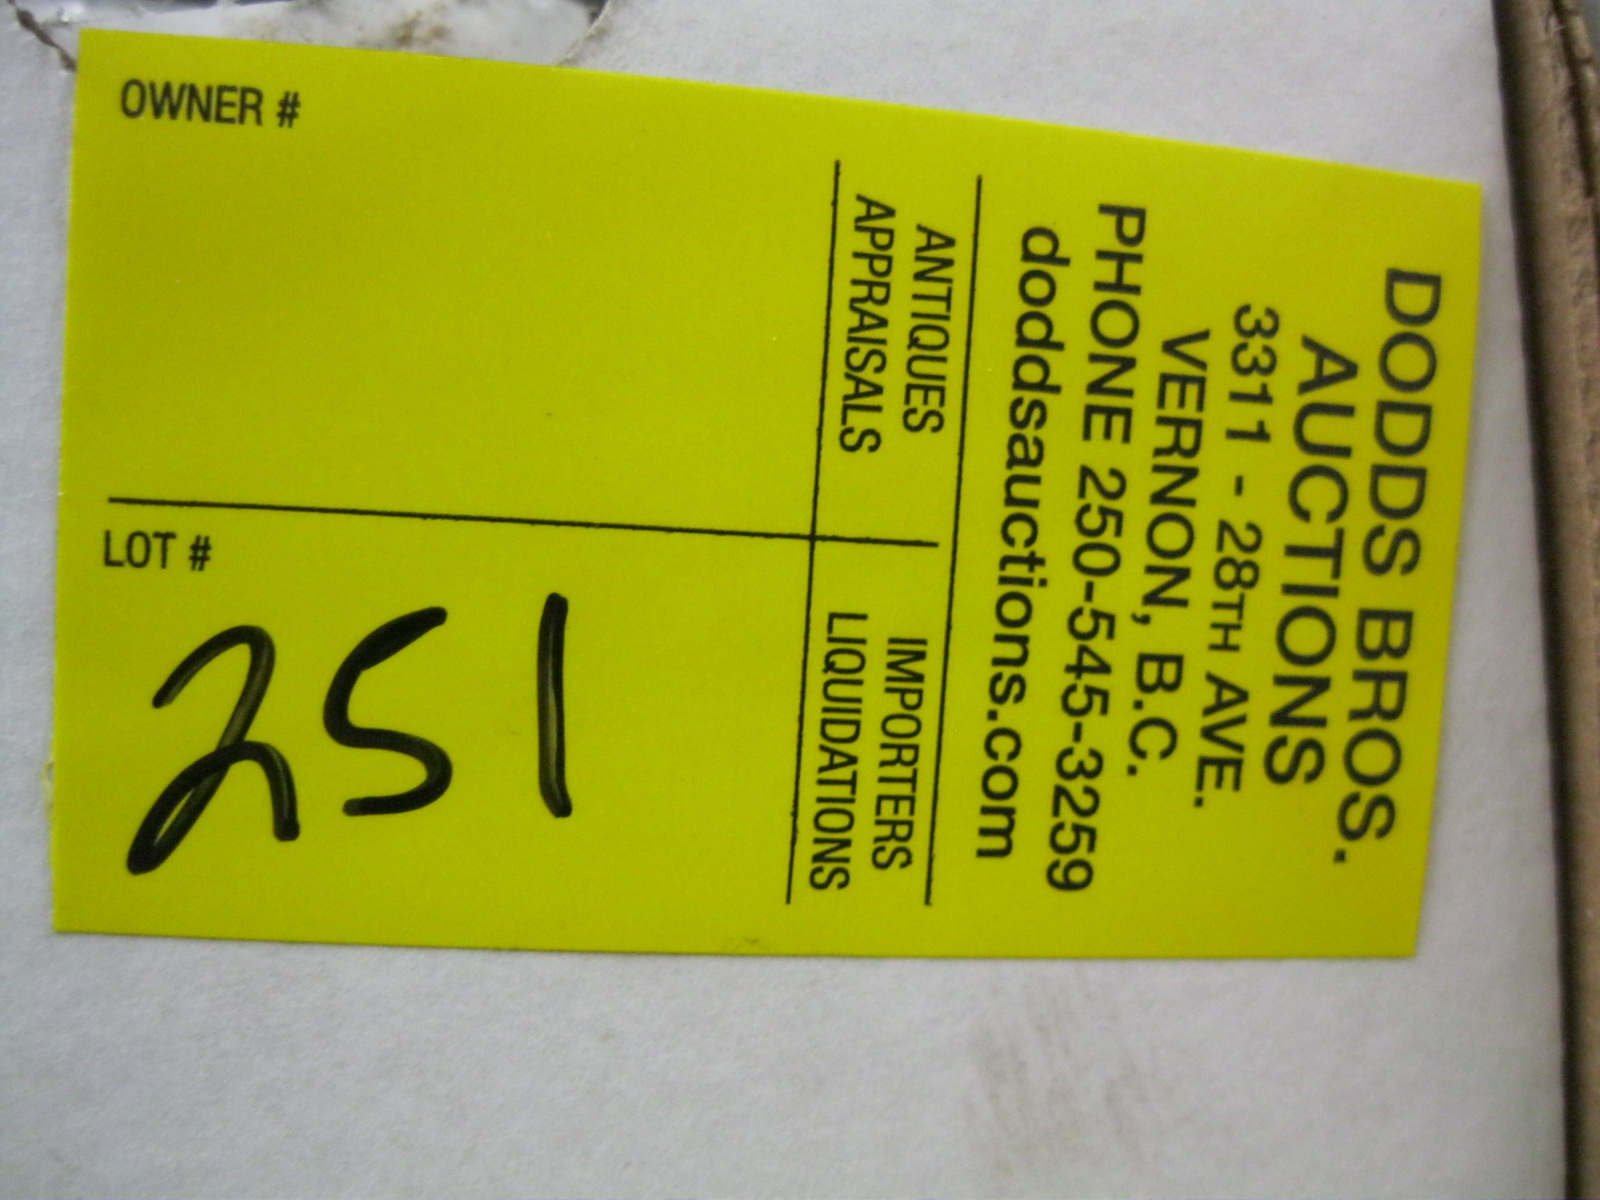 DODDS BROS.
AUCTIONS
3311 - 28TH AVE.
VERNON, B.C.
PHONE 250-545-3259
doddsauctions.com
ANTIQUES
APPRAISALS
IMPORTERS
LIQUIDATIONS
OWNER #
LOT #
251